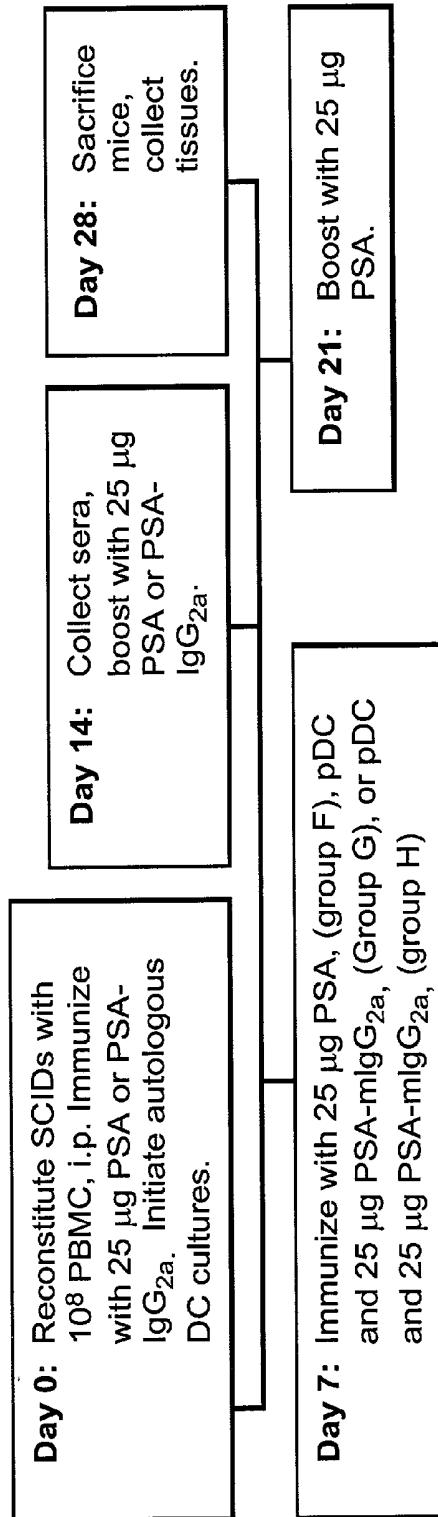 Day 0: Reconstitute SCIDs with
10⁸ PBMC, i.p. Immunize
with 25 µg PSA or PSA-
IgG₂ₐ. Initiate autologous
DC cultures.
Day 7: Immunize with 25 µg PSA, (group F), pDC
and 25 µg PSA-mIgG₂ₐ, (Group G), or pDC
and 25 µg PSA-mIgG₂ₐ, (group H)
Day 14: Collect sera,
boost with 25 µg
PSA or PSA-
IgG₂ₐ.
Day 21: Boost with 25 µg
PSA.
Day 28: Sacrifice
mice,
collect
tissues.